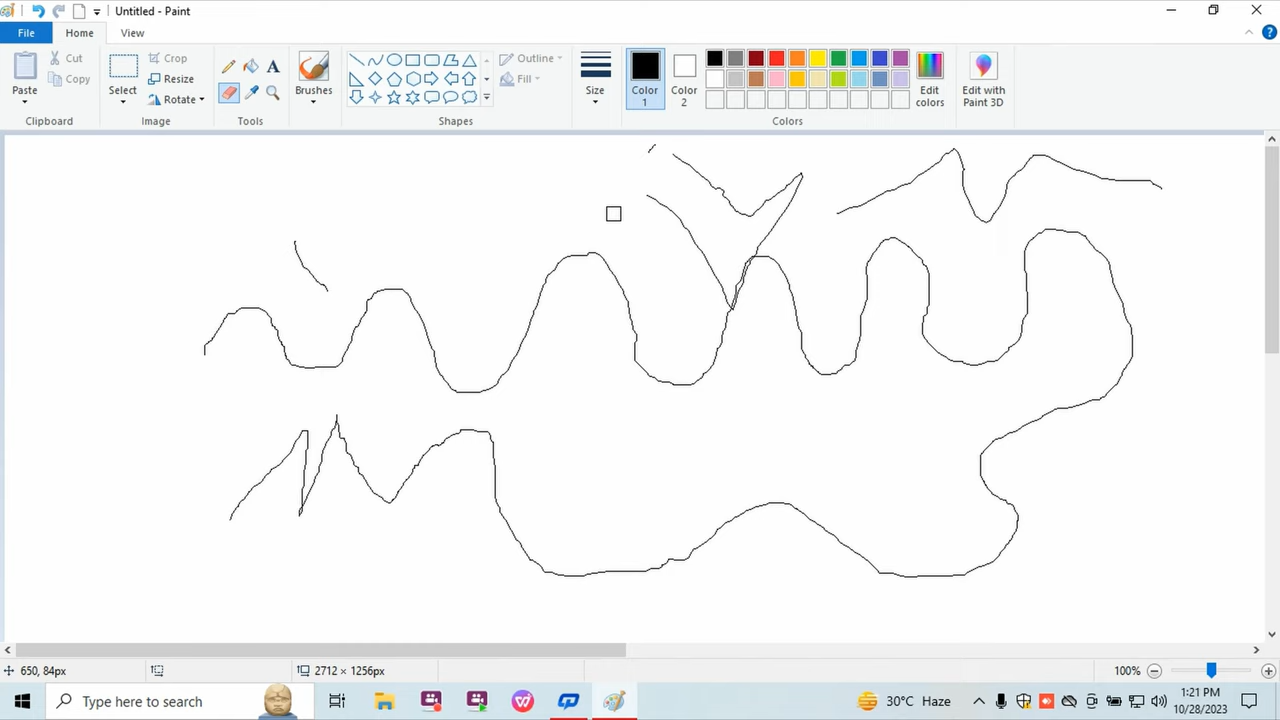 Untitled - Paint
File Home View
Paste
Cut
Copy
Clipboard
Select
Crop
Resize
Rotate
Image
A
Tools
Brushes
Shapes
Outline
Fill
Size
Color 1
Color 2
Colors
Edit colors
Edit with Paint 3D
650, 84px
2712 × 1256px
100%
Type here to search
30°C Haze
1:21 PM
10/28/2023